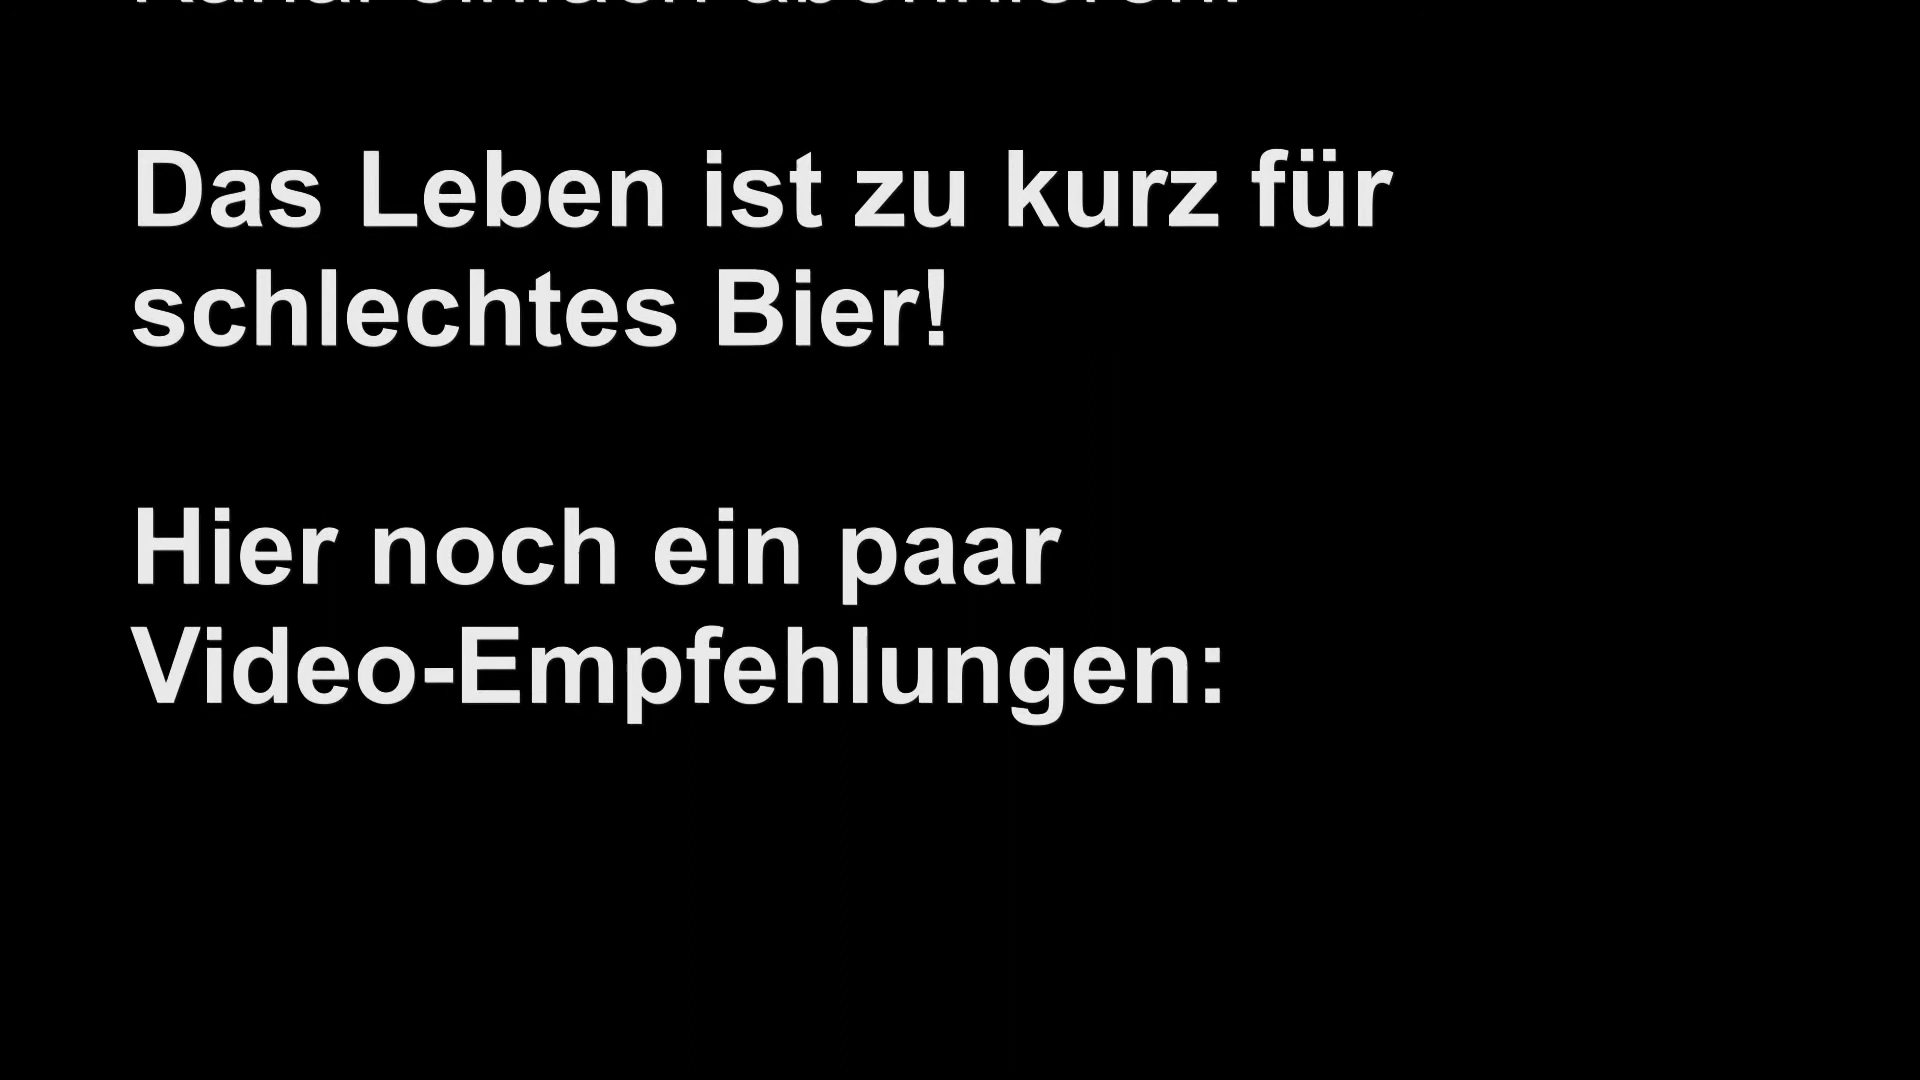 Das Leben ist zu kurz für
schlechtes Bier!
Hier noch ein paar
Video-Empfehlungen: